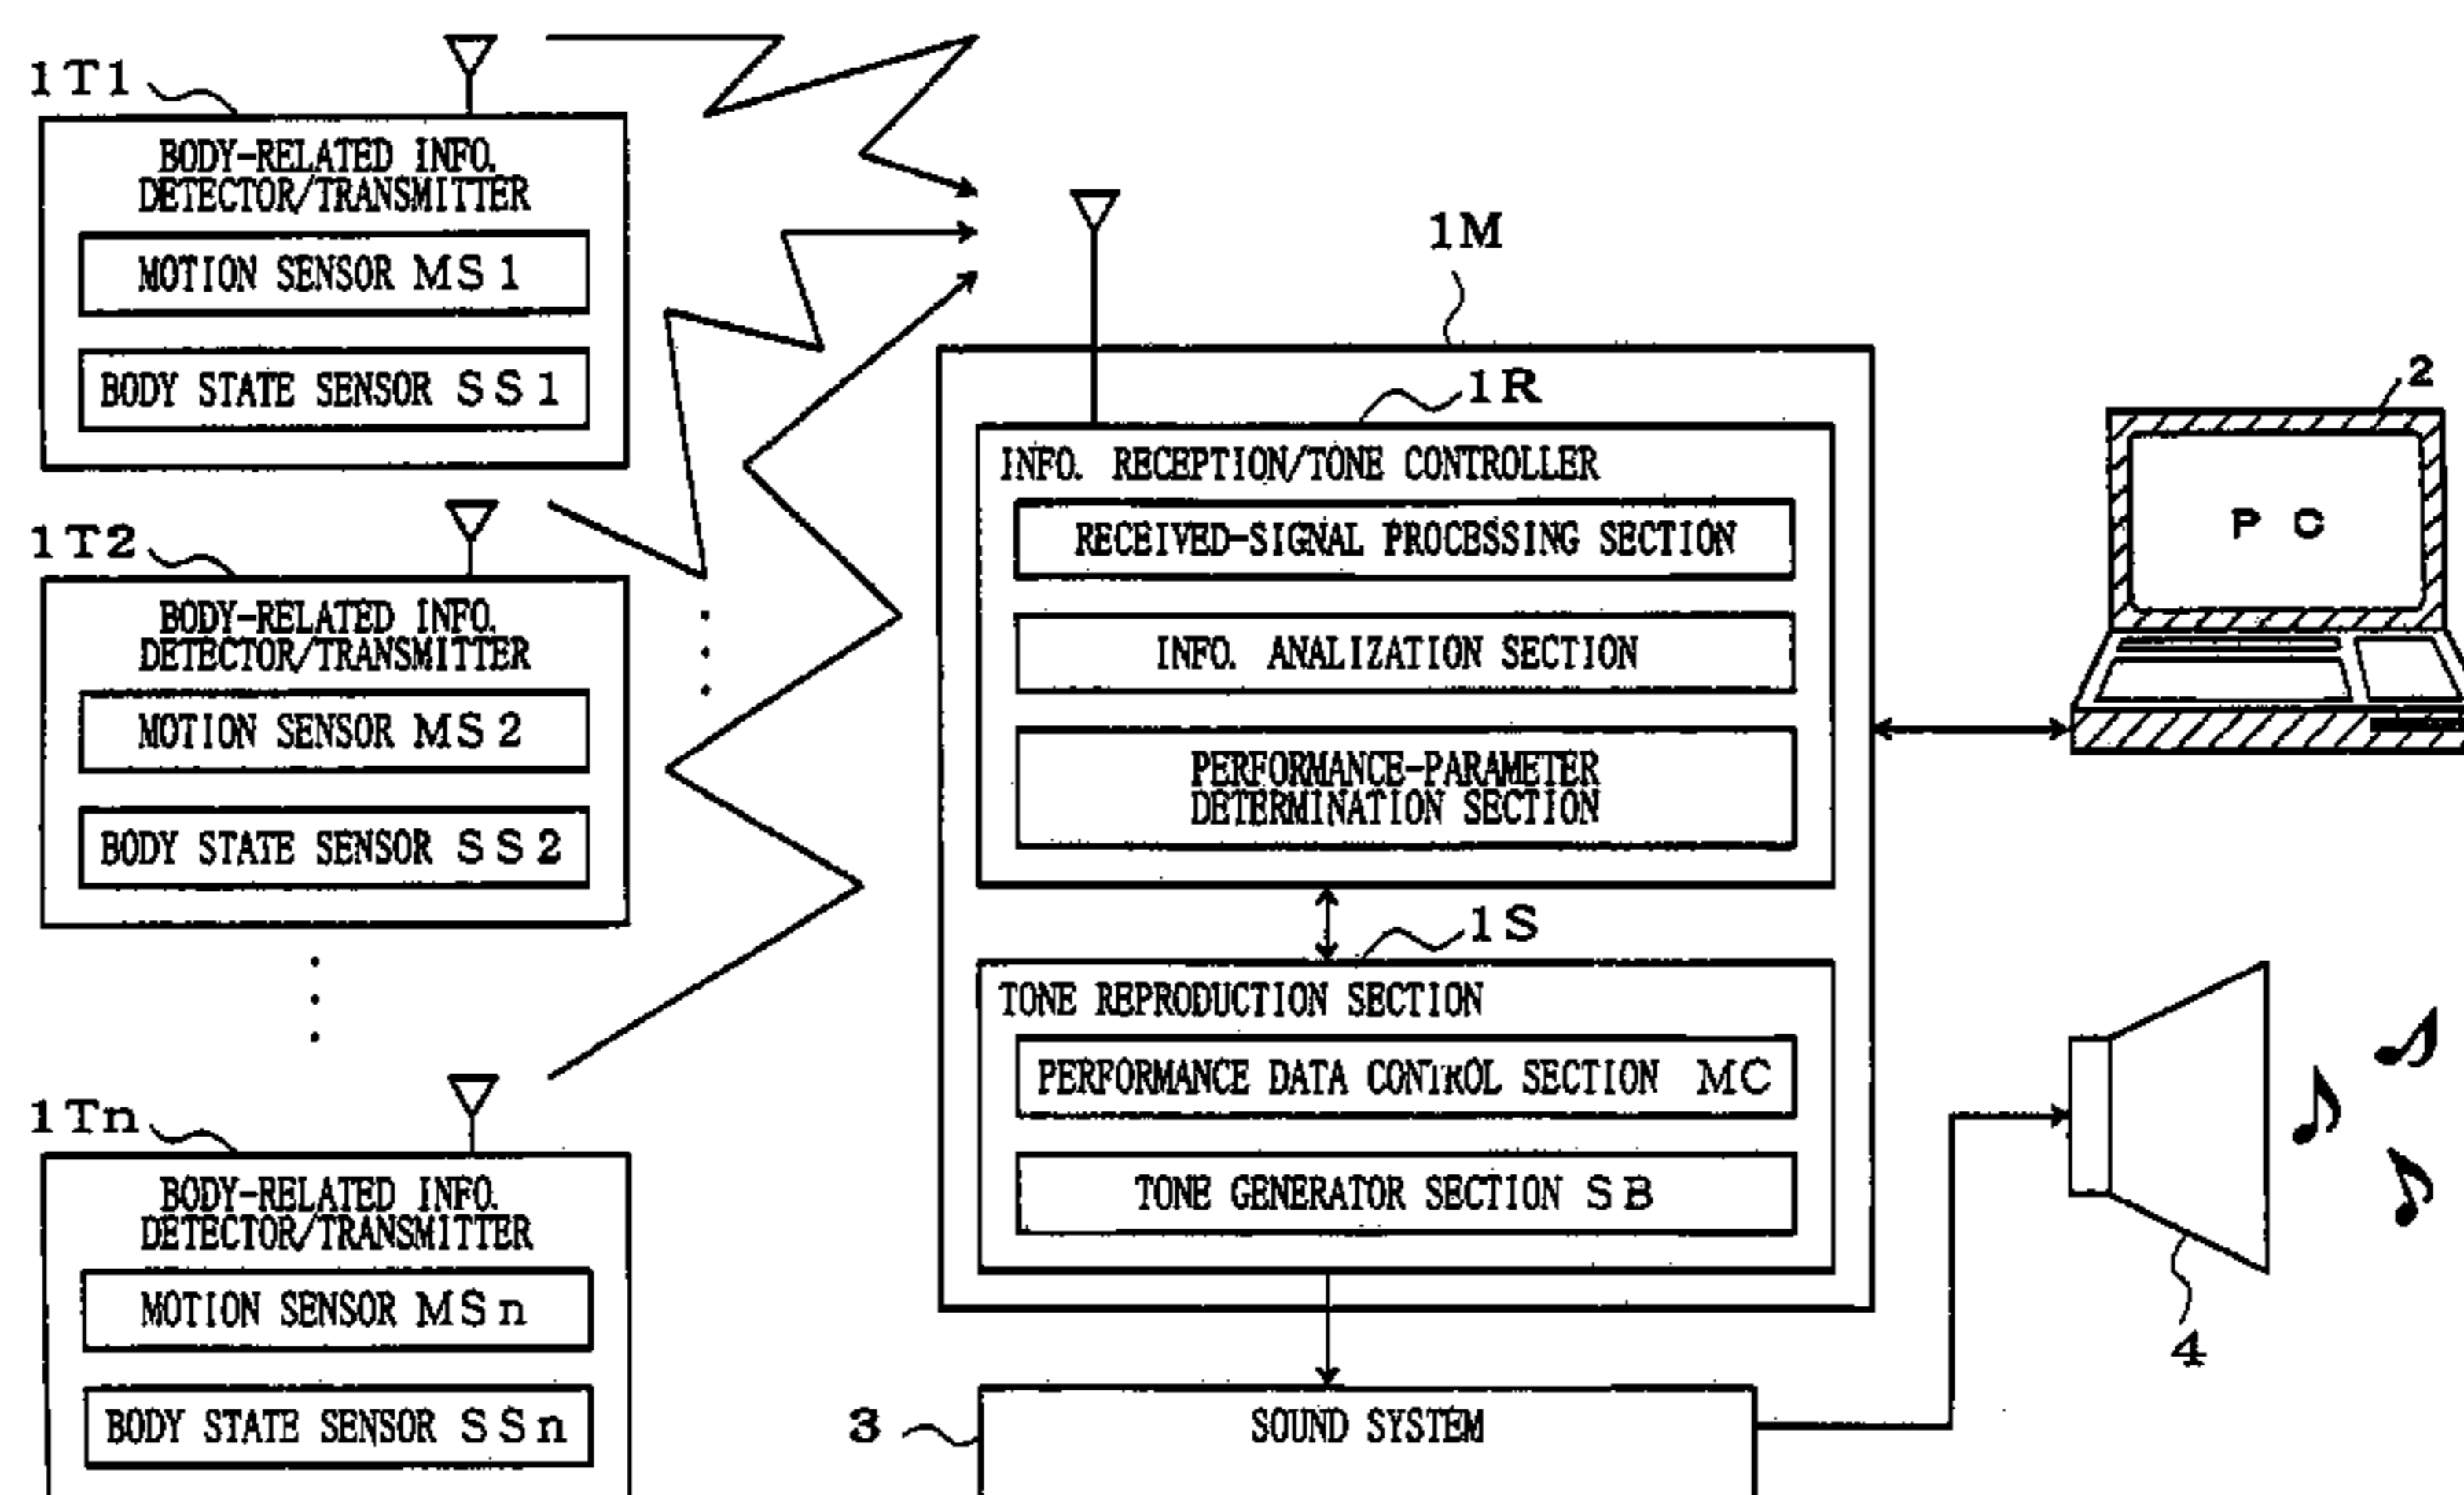 1T1
BODY-RELATED INFO.
DETECTOR/TRANSMITTER
MOTION SENSOR MS1
BODY STATE SENSOR SS1
1T2
BODY-RELATED INFO.
DETECTOR/TRANSMITTER
MOTION SENSOR MS2
BODY STATE SENSOR SS2
1Tn
BODY-RELATED INFO.
DETECTOR/TRANSMITTER
MOTION SENSOR MSn
BODY STATE SENSOR SSn
1M
1R
INFO. RECEPTION/TONE CONTROLLER
RECEIVED-SIGNAL PROCESSING SECTION
INFO. ANALIZATION SECTION
PERFORMANCE-PARAMETER
DETERMINATION SECTION
1S
TONE REPRODUCTION SECTION
PERFORMANCE DATA CONTROL SECTION MC
TONE GENERATOR SECTION SB
3
SOUND SYSTEM
2
PC
4